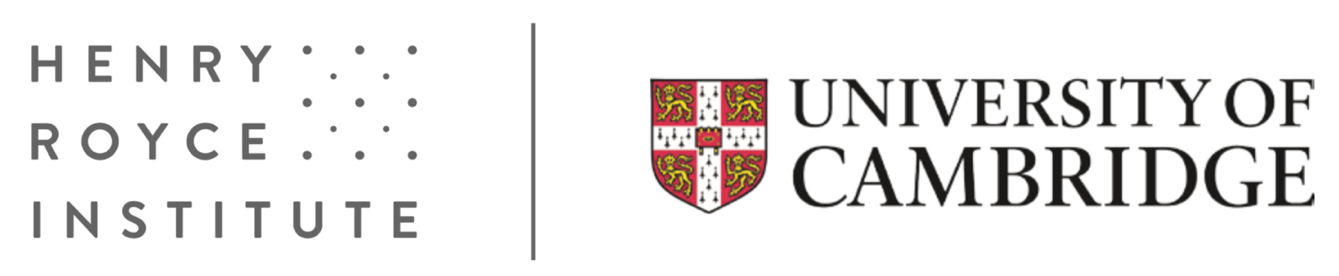 HENRY
ROYCE
INSTITUTE
UNIVERSITY OF
CAMBRIDGE